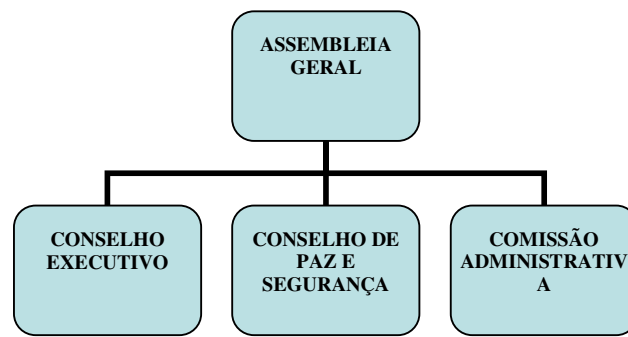 ASSEMBLEIA
GERAL
CONSELHO
EXECUTIVO
CONSELHO DE
PAZ E
SEGURANÇA
COMISSÃO
ADMINISTRATIV
A